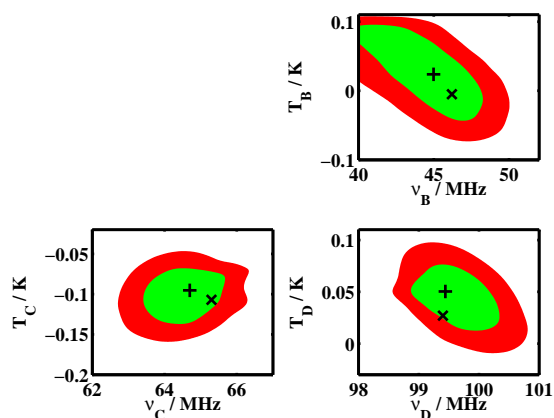 0.1
0
−0.1
T_B / K
40 45 50
ν_B / MHz
−0.05
−0.1
−0.15
−0.2
T_C / K
62 64 66
ν_C / MHz
0.1
0.05
0
T_D / K
98 99 100 101
ν_D / MHz